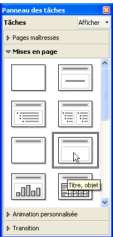 Panneau des tâches
Tâches Afficher
Pages maîtresses
Mises en page
Titre, objet
Animation personnalisée
Transition